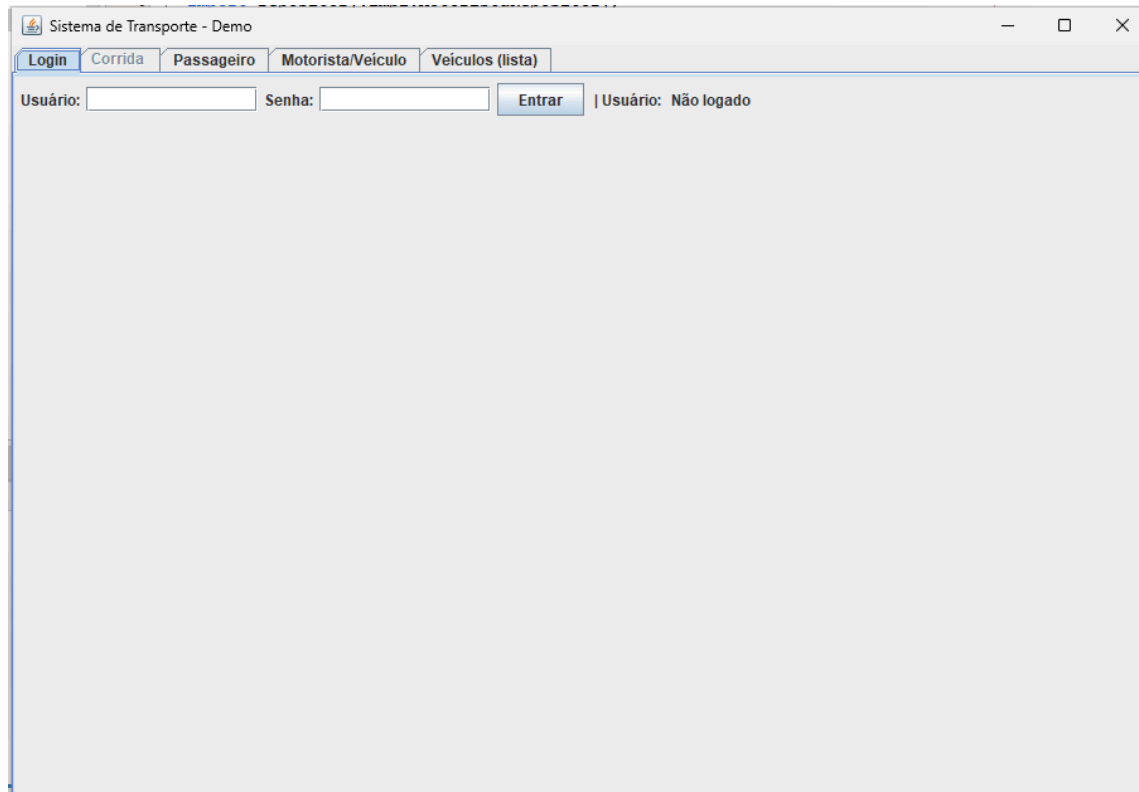 Sistema de Transporte - Demo
Login Corrida Passageiro Motorista/Veículo Veículos (lista)
Usuário: Senha: Entrar | Usuário: Não logado